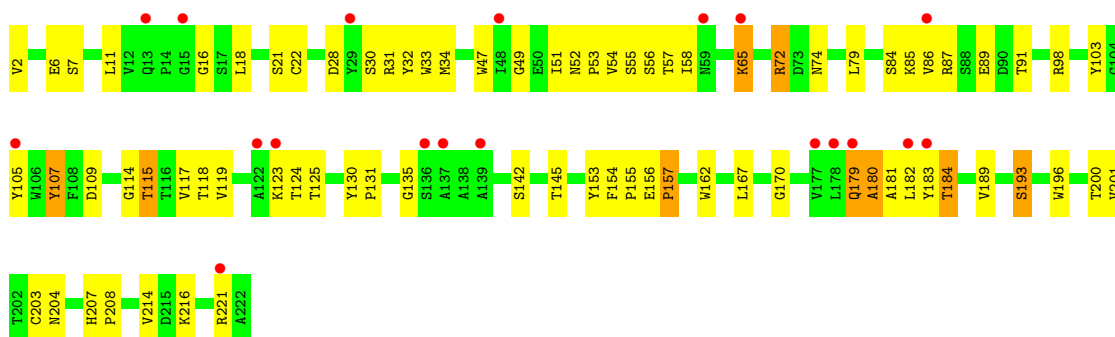 V2 E6 S7 L11 V12 Q13 P14 G15 G16 S17 L18 S21 C22 D28 Y29 S30 R31 Y32 W33 M34 W47 I48 G49 E50 I51 N52 P53 V54 S55 S56 T57 I58 N59 K65 R72 D73 N74 L79 S84 K85 V86 R87 S88 E89 D90 T91 R98 Y103 C104
Y105 W106 Y107 F108 D109 G114 T115 T116 V117 T118 V119 A122 K123 T124 T125 Y130 P131 G135 S136 A137 A138 A139 S142 T145 Y153 F154 P155 E156 P157 W162 L167 G170 V177 L178 Q179 A180 A181 L182 Y183 T184 V189 S193 W196 T200
T202 C203 N204 H207 P208 V214 D215 K216 R221 A222